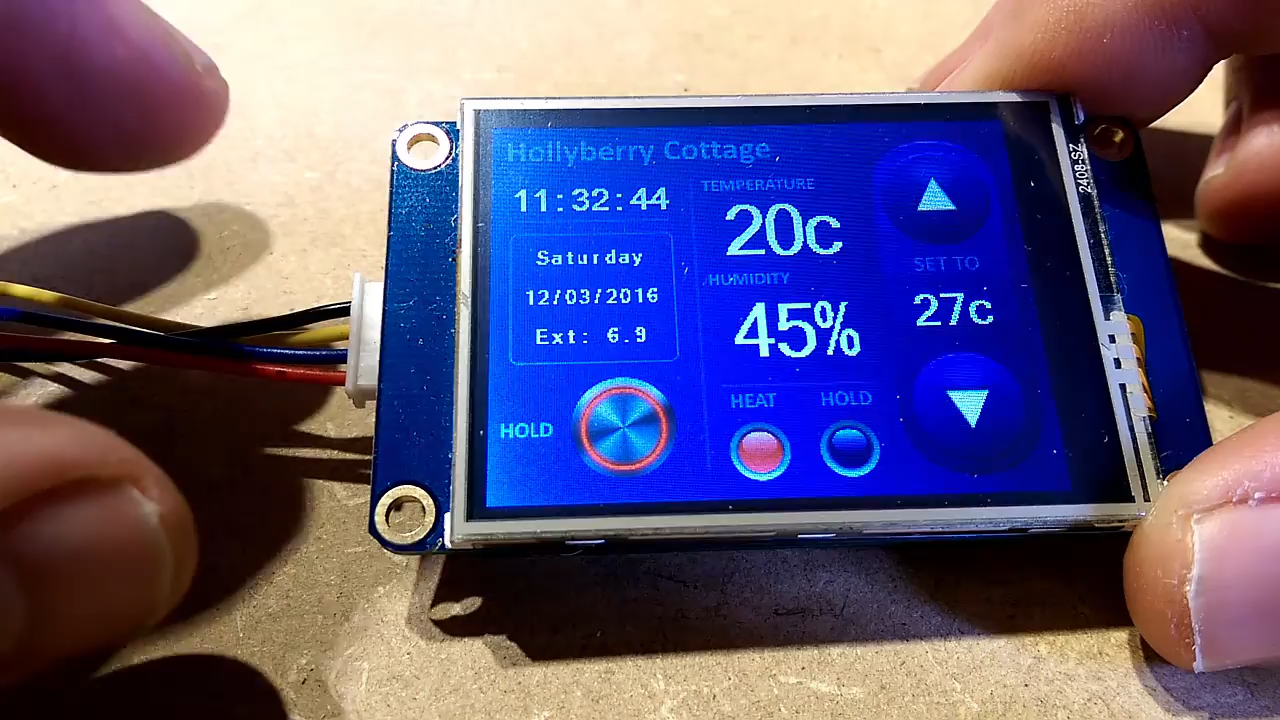 Hollyberry Cottage
11:32:44
Saturday
12/03/2016
Ext: 6.9
HOLD
TEMPERATURE
20c
HUMIDITY
45%
HEAT HOLD
SET TO
27c
2408-SZ